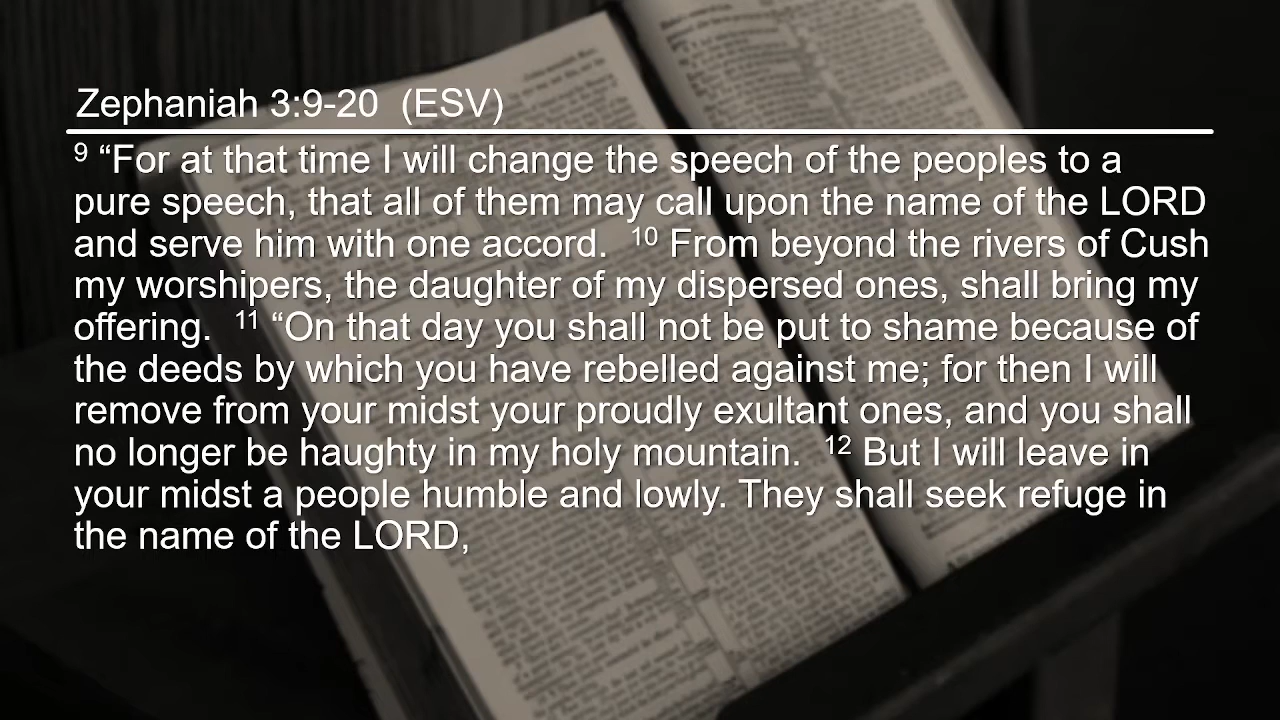 Zephaniah 3:9-20  (ESV)
9 “For at that time I will change the speech of the peoples to a
pure speech, that all of them may call upon the name of the LORD
and serve him with one accord.  10 From beyond the rivers of Cush
my worshipers, the daughter of my dispersed ones, shall bring my
offering.  11 “On that day you shall not be put to shame because of
the deeds by which you have rebelled against me; for then I will
remove from your midst your proudly exultant ones, and you shall
no longer be haughty in my holy mountain.  12 But I will leave in
your midst a people humble and lowly. They shall seek refuge in
the name of the LORD,